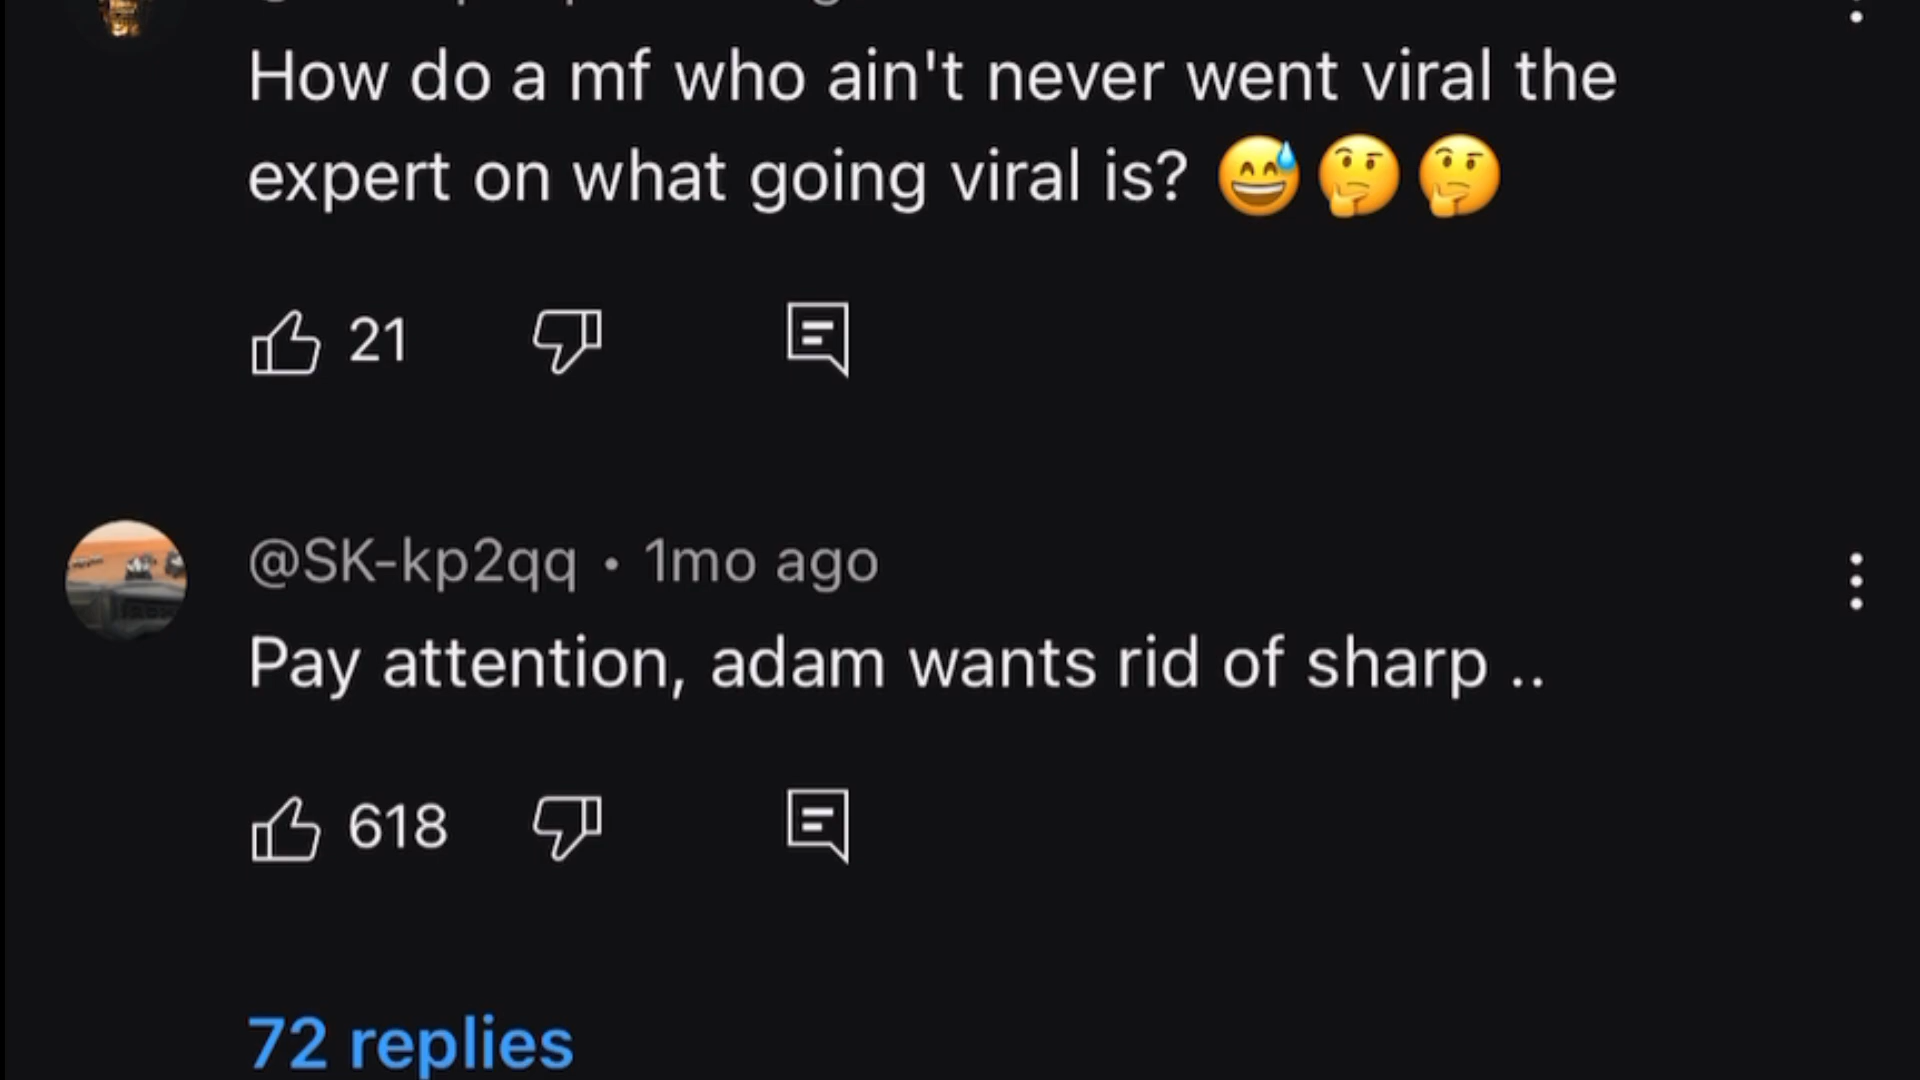 How do a mf who ain't never went viral the
expert on what going viral is? 😅🤔🤔
21
@SK-kp2qq • 1mo ago
Pay attention, adam wants rid of sharp ..
618
72 replies